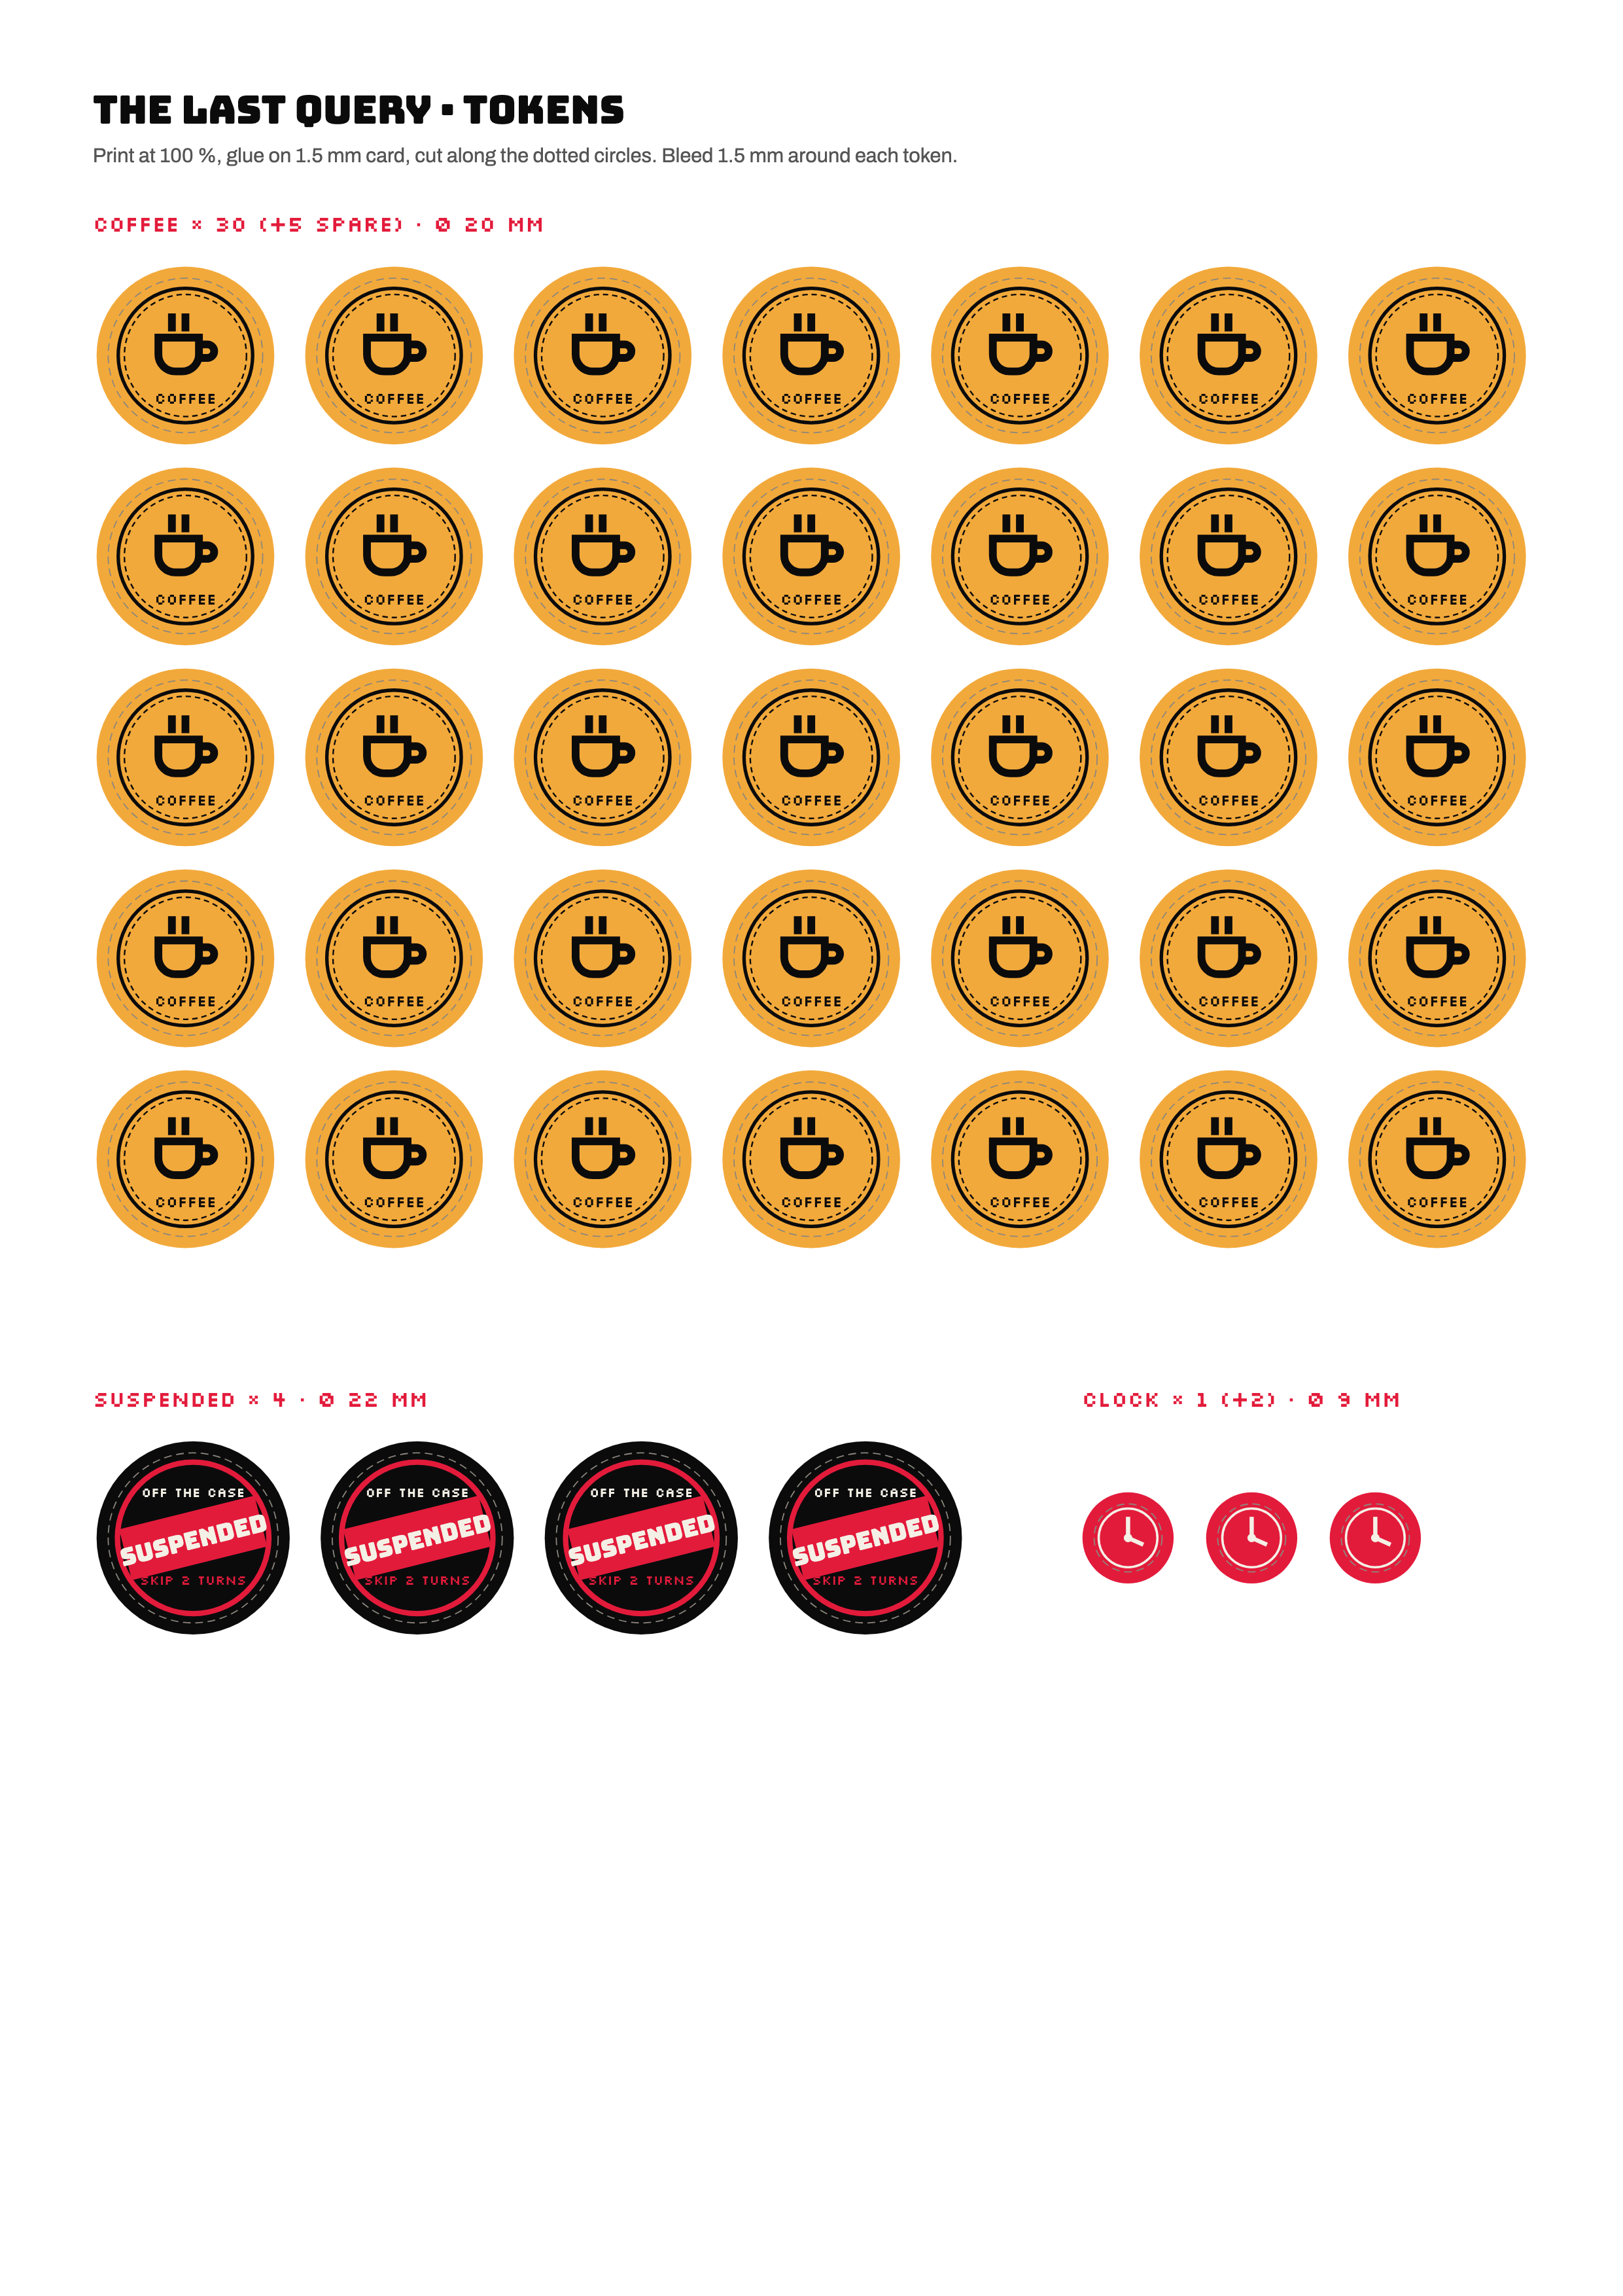 THE LAST QUERY · TOKENS
Print at 100 %, glue on 1.5 mm card, cut along the dotted circles. Bleed 1.5 mm around each token.
COFFEE × 30 (+5 SPARE) · Ø 20 MM
COFFEE COFFEE COFFEE COFFEE COFFEE COFFEE COFFEE
COFFEE COFFEE COFFEE COFFEE COFFEE COFFEE COFFEE
COFFEE COFFEE COFFEE COFFEE COFFEE COFFEE COFFEE
COFFEE COFFEE COFFEE COFFEE COFFEE COFFEE COFFEE
COFFEE COFFEE COFFEE COFFEE COFFEE COFFEE COFFEE
SUSPENDED × 4 · Ø 22 MM
OFF THE CASE
SUSPENDED
SKIP 2 TURNS
OFF THE CASE
SUSPENDED
SKIP 2 TURNS
OFF THE CASE
SUSPENDED
SKIP 2 TURNS
OFF THE CASE
SUSPENDED
SKIP 2 TURNS
CLOCK × 1 (+2) · Ø 9 MM